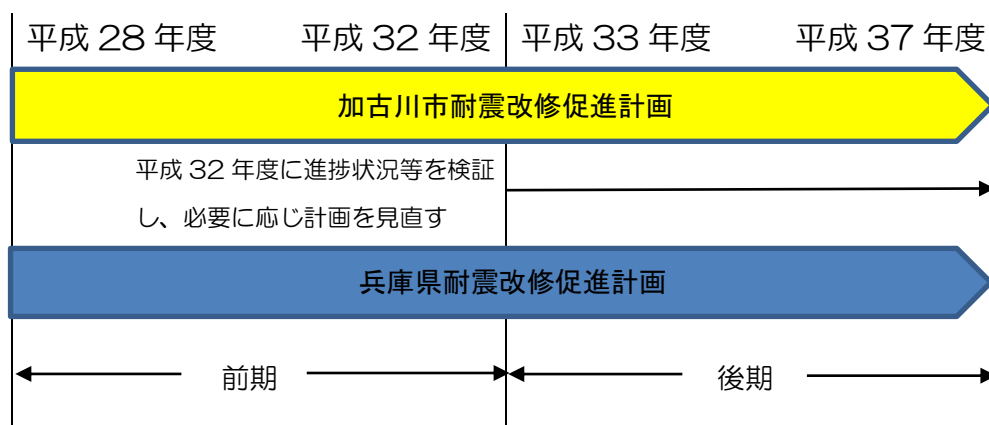 平成 28 年度 平成 32 年度 平成 33 年度 平成 37 年度
加古川市耐震改修促進計画
平成 32 年度に進捗状況等を検証
し、必要に応じ計画を見直す
兵庫県耐震改修促進計画
前期 後期